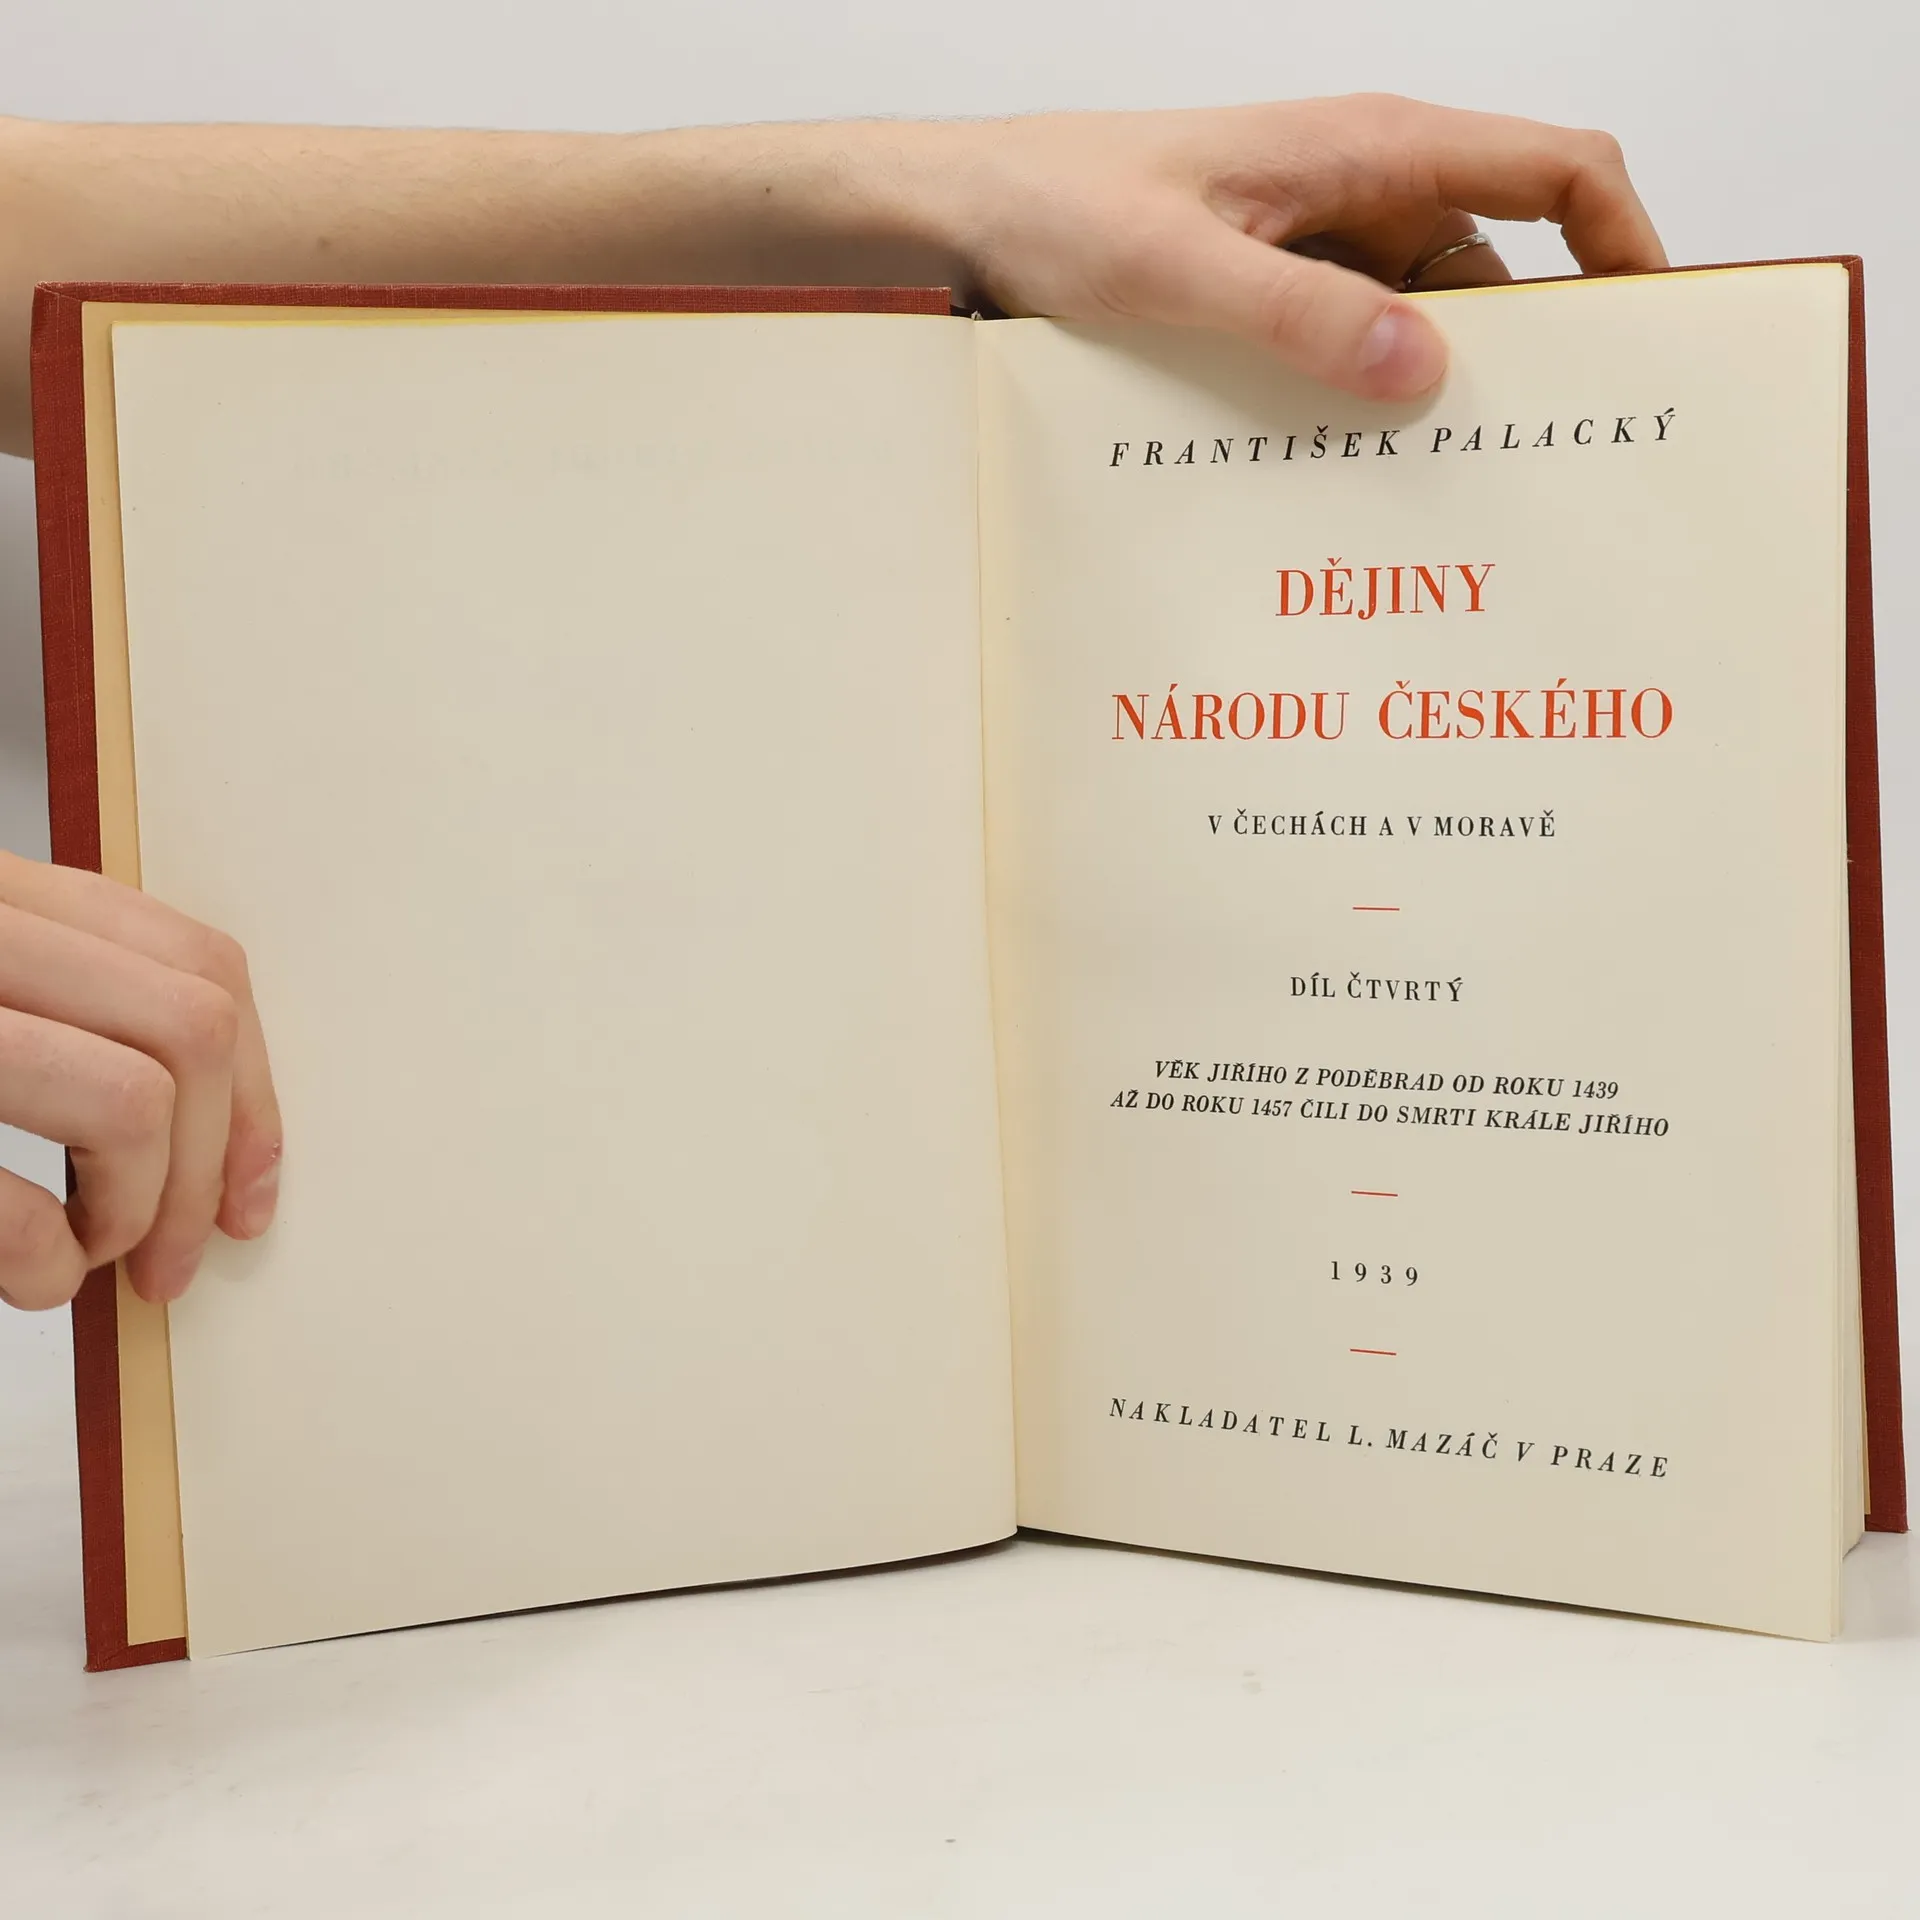 FRANTIŠEK PALACKÝ
DĚJINY
NÁRODU ČESKÉHO
V ČECHÁCH A V MORAVĚ
DÍL ČTVRTÝ
VĚK JIŘÍHO Z PODĚBRAD OD ROKU 1439
AŽ DO ROKU 1457 ČILI DO SMRTI KRÁLE JIŘÍHO
1939
NAKLADATEL L. MAZÁČ V PRAZE